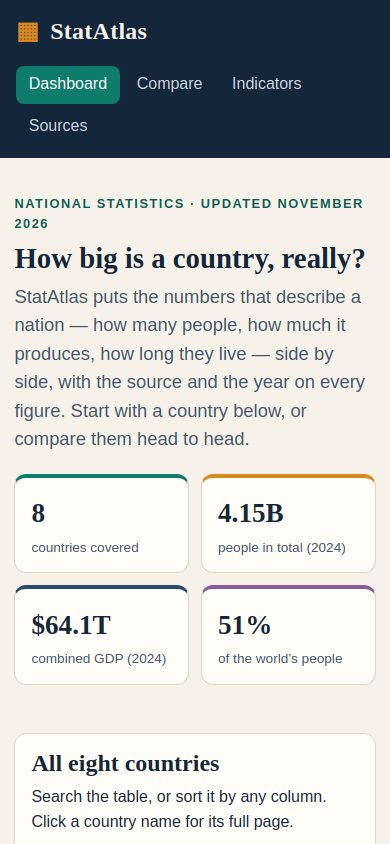 StatAtlas
Dashboard
Compare
Indicators
Sources
NATIONAL STATISTICS · UPDATED NOVEMBER
2026
How big is a country, really?
StatAtlas puts the numbers that describe a
nation — how many people, how much it
produces, how long they live — side by
side, with the source and the year on every
figure. Start with a country below, or
compare them head to head.
8
countries covered
4.15B
people in total (2024)
$64.1T
combined GDP (2024)
51%
of the world’s people
All eight countries
Search the table, or sort it by any column.
Click a country name for its full page.